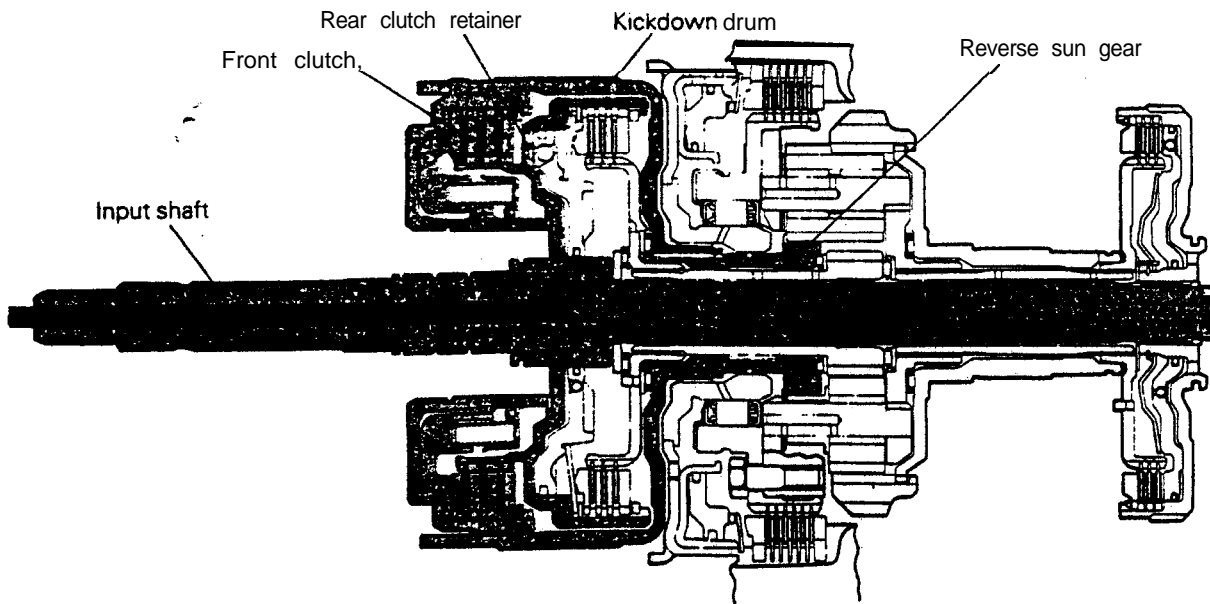 Rear clutch retainer
Kickdown drum
Front clutch,
Reverse sun gear
Input shaft